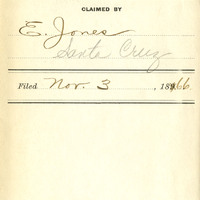 CLAIMED BY
E. Jones
Santa Cruz
Filed Nov. 3, 1866.